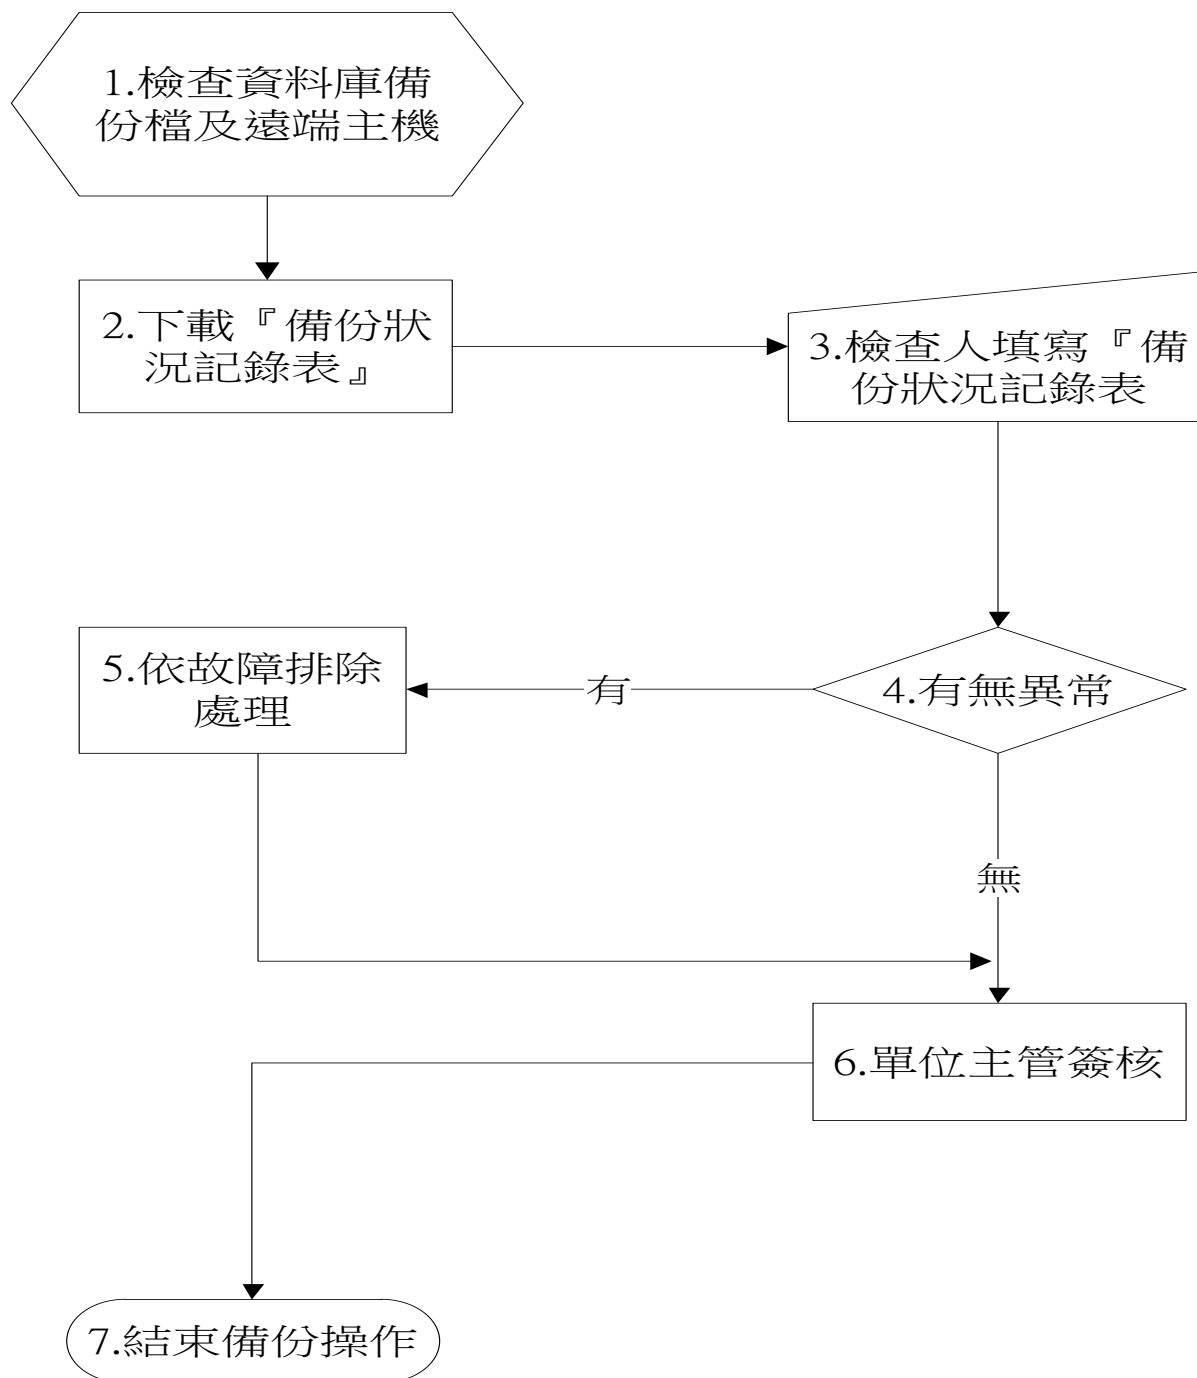 1.檢查資料庫備
份檔及遠端主機
2.下載『備份狀
況記錄表』
3.檢查人填寫『備
份狀況記錄表
4.有無異常
有
5.依故障排除
處理
無
6.單位主管簽核
7.結束備份操作